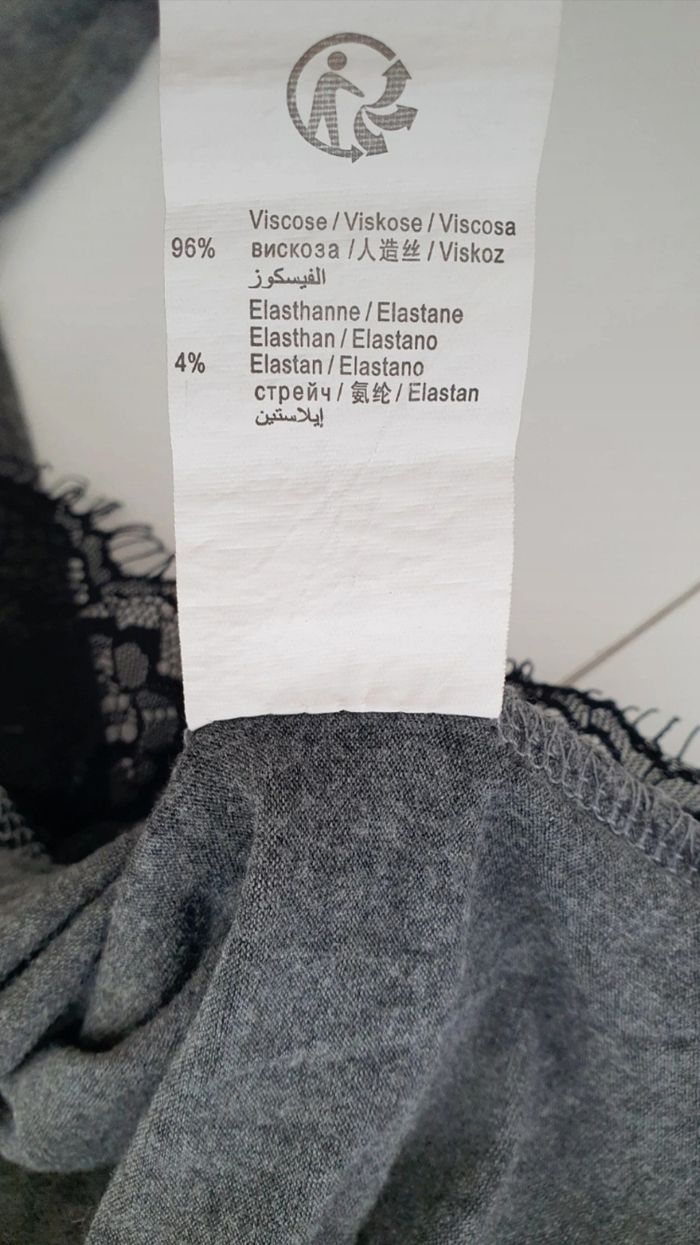 Viscose / Viskose / Viscosa
96% вискоза /人造丝 / Viskoz
الفيسكوز
Elasthanne / Elastane
Elasthan / Elastano
4% Elastan / Elastano
стрейч / 氨纶 / Elastan
إيلاستين